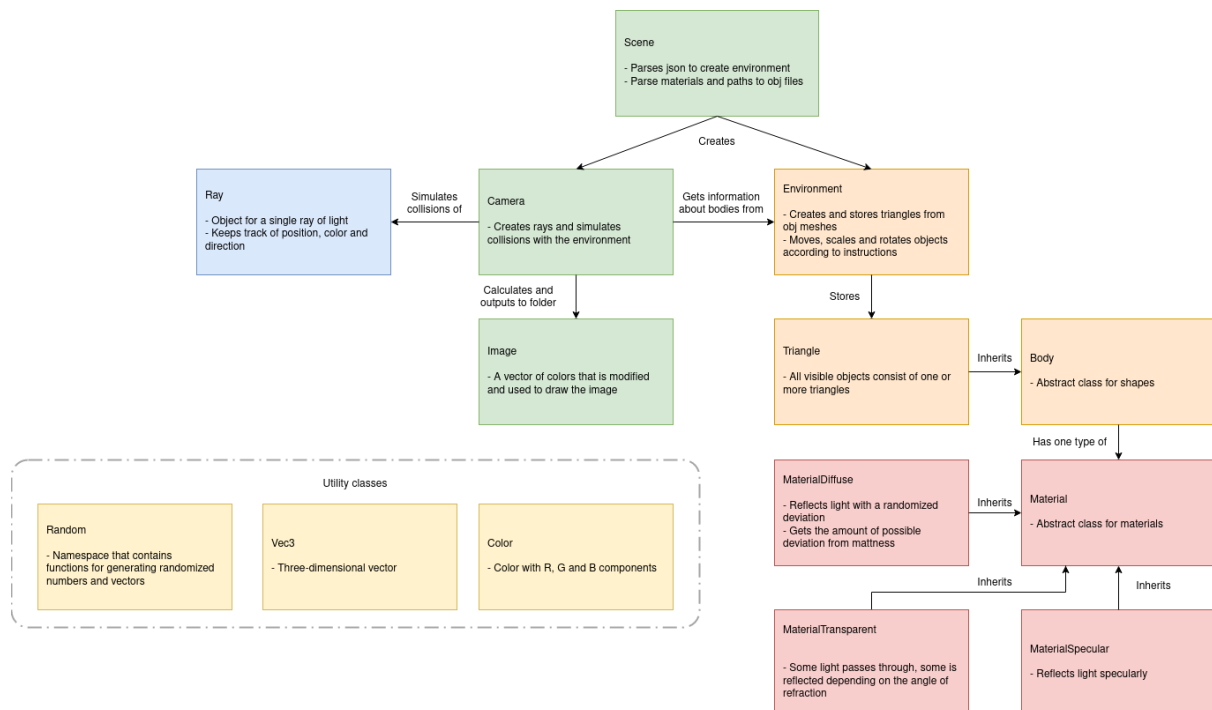 Scene
- Parses json to create environment
- Parse materials and paths to obj files
Creates
Ray
- Object for a single ray of light
- Keeps track of position, color and
direction
Simulates
collisions of
Camera
- Creates rays and simulates
collisions with the environment
Gets information
about bodies from
Environment
- Creates and stores triangles from
obj meshes
- Moves, scales and rotates objects
according to instructions
Calculates and
outputs to folder
Stores
Image
- A vector of colors that is modified
and used to draw the image
Triangle
- All visible objects consist of one or
more triangles
Inherits
Body
- Abstract class for shapes
Has one type of
Utility classes
Random
- Namespace that contains
functions for generating randomized
numbers and vectors
Vec3
- Three-dimensional vector
Color
- Color with R, G and B components
MaterialDiffuse
- Reflects light with a randomized
deviation
- Gets the amount of possible
deviation from mattness
Inherits
Material
- Abstract class for materials
Inherits
Inherits
MaterialTransparent
- Some light passes through, some is
reflected depending on the angle of
refraction
MaterialSpecular
- Reflects light specularly